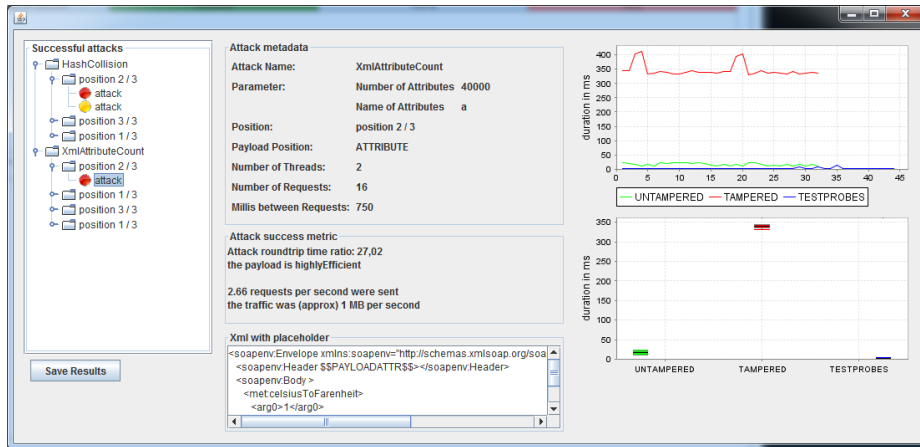 Successful attacks
HashCollision
position 2 / 3
attack
attack
position 3 / 3
position 1 / 3
XmlAttributeCount
position 2 / 3
attack
position 1 / 3
position 3 / 3
position 1 / 3
Save Results
Attack metadata
Attack Name: XmlAttributeCount
Parameter: Number of Attributes 40000
Name of Attributes a
Position: position 2 / 3
Payload Position: ATTRIBUTE
Number of Threads: 2
Number of Requests: 16
Millis between Requests: 750
Attack success metric
Attack roundtrip time ratio: 27,02
the payload is highlyEfficient
2.66 requests per second were sent
the traffic was (approx) 1 MB per second
Xml with placeholder
<soapenv:Envelope xmlns:soapenv="http://schemas.xmlsoap.org/soa
<soapenv:Header $$PAYLOADATTR$$></soapenv:Header>
<soapenv:Body >
<met:celsiusToFarenheit>
<arg0>1</arg0>
duration in ms
400
350
300
250
200
150
100
50
0
0 5 10 15 20 25 30 35 40 45
UNTAMPERED TAMPERED TESTPROBES
duration in ms
350
300
250
200
150
100
50
0
UNTAMPERED TAMPERED TESTPROBES